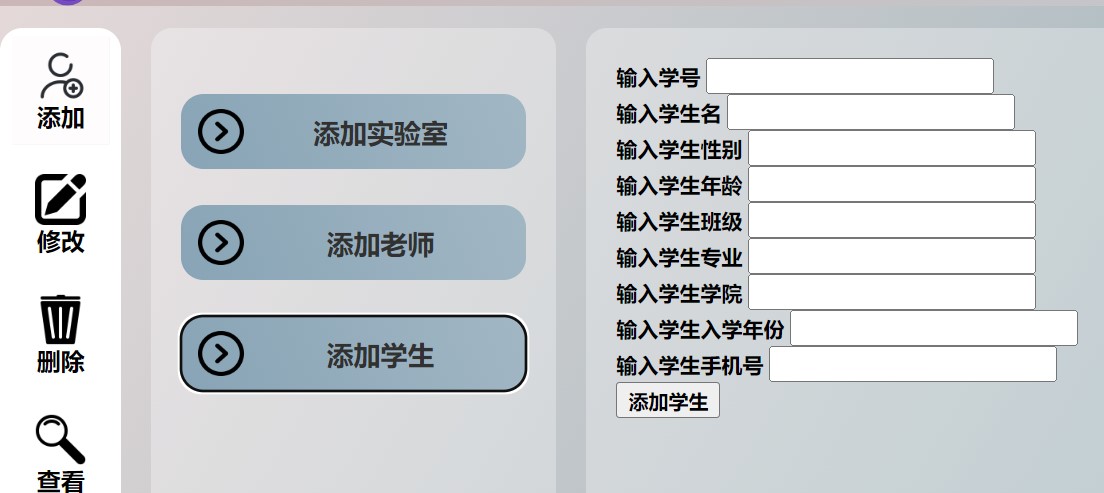 添加
修改
删除
查看
添加实验室
添加老师
添加学生
输入学号
输入学生名
输入学生性别
输入学生年龄
输入学生班级
输入学生专业
输入学生学院
输入学生入学年份
输入学生手机号
添加学生